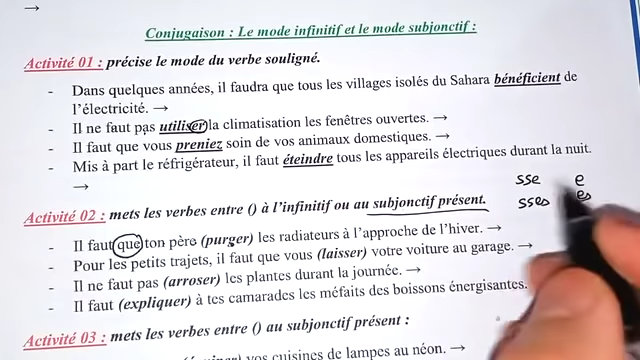 →
Conjugaison : Le mode infinitif et le mode subjonctif :
Activité 01 : précise le mode du verbe souligné.
- Dans quelques années, il faudra que tous les villages isolés du Sahara bénéficient de
l'électricité. →
- Il ne faut pas utiliser la climatisation les fenêtres ouvertes. →
- Il faut que vous preniez soin de vos animaux domestiques. →
- Mis à part le réfrigérateur, il faut éteindre tous les appareils électriques durant la nuit.
→
sse e
sses es
Activité 02 : mets les verbes entre () à l'infinitif ou au subjonctif présent.
- Il faut que ton père (purger) les radiateurs à l'approche de l'hiver. →
- Pour les petits trajets, il faut que vous (laisser) votre voiture au garage. →
- Il ne faut pas (arroser) les plantes durant la journée. →
- Il faut (expliquer) à tes camarades les méfaits des boissons énergisantes.
Activité 03 : mets les verbes entre () au subjonctif présent :
vos cuisines de lampes au néon. →